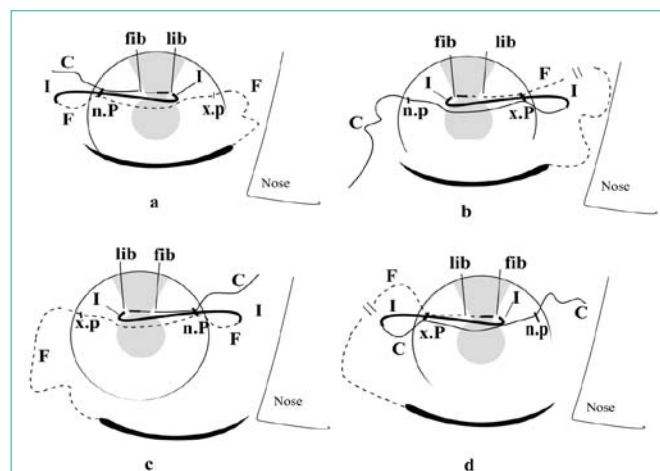 fib lib
C
I I
F F
n.P x.p
Nose
a
fib lib
F
I I
C n.p x.P
Nose
b
lib fib
C
I I
x.p n.P
F F
Nose
c
F lib fib
I I C
C x.P n.p
Nose
d